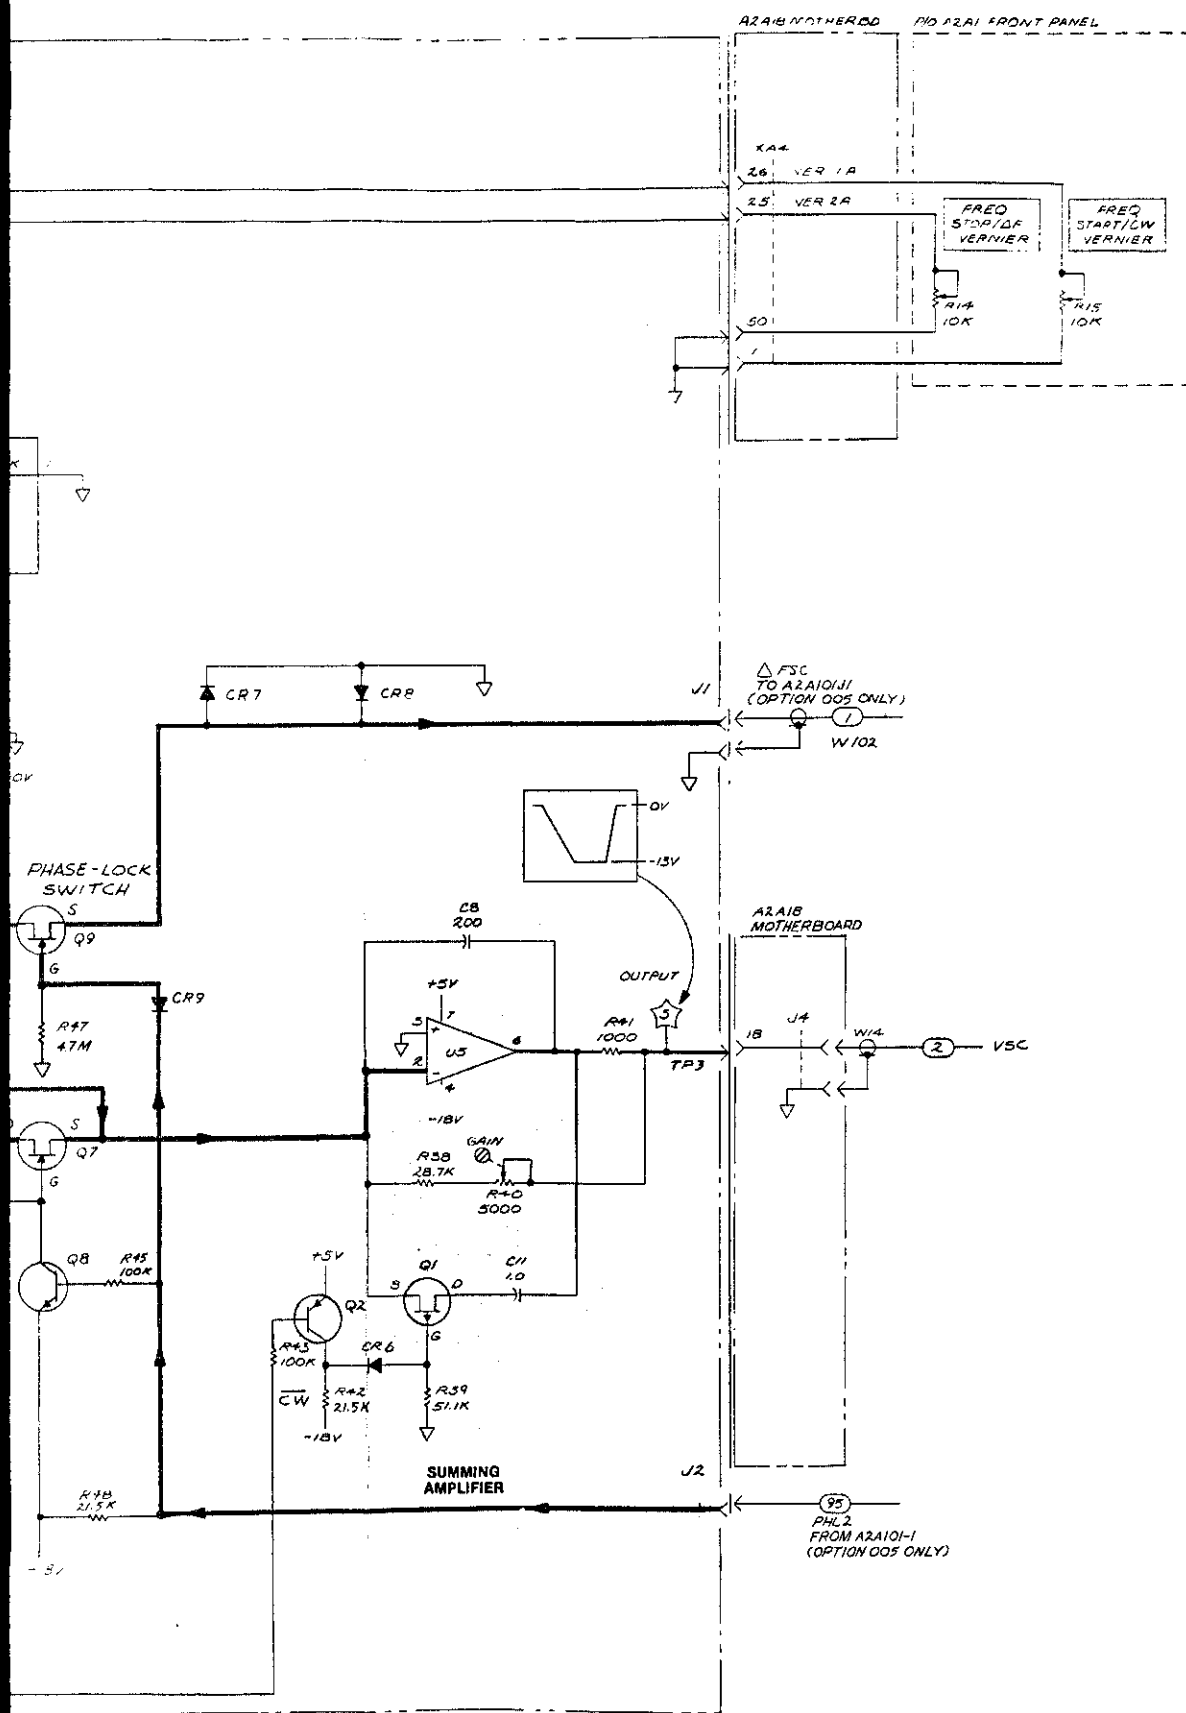 A2A18 MOTHERBD
P/O A2A1 FRONT PANEL
XA4
26 VER 1A
25 VER 2A
FREQ
STOP/ΔF
VERNIER
FREQ
START/CW
VERNIER
R14
10K
R15
10K
50
1
K
CR7
CR8
J1
△ FSC
TO A2A101J1
(OPTION 005 ONLY)
1
W102
0V
-13V
PHASE-LOCK
SWITCH
S
Q9
G
CR9
R47
4.7M
C8
200
A2A18
MOTHERBOARD
OUTPUT
5
+5V
7
3
+
U5
2
-
4
6
-18V
R41
1000
TP3
18
J4
W14
2
VSC
S
Q7
G
GAIN
R38
28.7K
R40
5000
Q8
R45
100K
+5V
Q1
C11
1.0
S
D
G
Q2
R43
100K
CR6
C̅W̅
R42
21.5K
R39
51.1K
-18V
SUMMING
AMPLIFIER
J2
R48
21.5K
95
PHL2
FROM A2A101-1
(OPTION 005 ONLY)